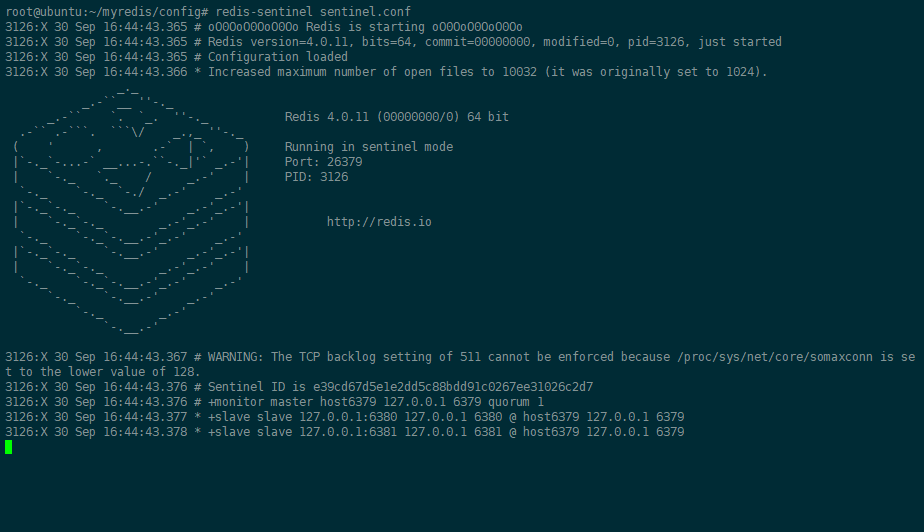 root@ubuntu:~/myredis/config# redis-sentinel sentinel.conf
3126:X 30 Sep 16:44:43.365 # oO0OoO0OoO0Oo Redis is starting oO0OoO0OoO0Oo
3126:X 30 Sep 16:44:43.365 # Redis version=4.0.11, bits=64, commit=00000000, modified=0, pid=3126, just started
3126:X 30 Sep 16:44:43.365 # Configuration loaded
3126:X 30 Sep 16:44:43.366 * Increased maximum number of open files to 10032 (it was originally set to 1024).
Redis 4.0.11 (00000000/0) 64 bit
Running in sentinel mode
Port: 26379
PID: 3126
http://redis.io
3126:X 30 Sep 16:44:43.367 # WARNING: The TCP backlog setting of 511 cannot be enforced because /proc/sys/net/core/somaxconn is se
t to the lower value of 128.
3126:X 30 Sep 16:44:43.376 # Sentinel ID is e39cd67d5e1e2dd5c88bdd91c0267ee31026c2d7
3126:X 30 Sep 16:44:43.376 # +monitor master host6379 127.0.0.1 6379 quorum 1
3126:X 30 Sep 16:44:43.377 * +slave slave 127.0.0.1:6380 127.0.0.1 6380 @ host6379 127.0.0.1 6379
3126:X 30 Sep 16:44:43.378 * +slave slave 127.0.0.1:6381 127.0.0.1 6381 @ host6379 127.0.0.1 6379